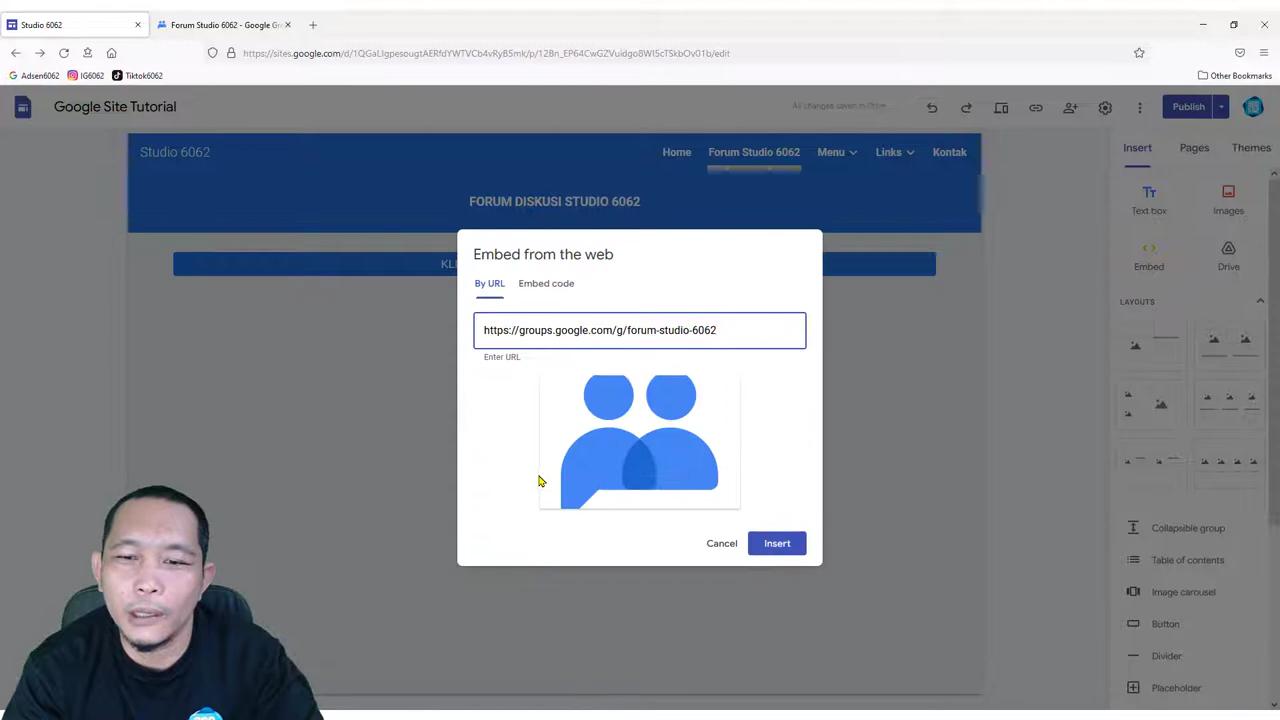 Studio 6062
Forum Studio 6062 - Google Gr
https://sites.google.com/d/1QGaLIgpesougtAERfdYWTVCb4vRyB5mk/p/12Bn_EP64CwGZVuidgo8WI5cTSkbOv01b/edit
Adsen6062 IG6062 Tiktok6062
Other Bookmarks
Google Site Tutorial
All changes saved in Drive
Publish
Studio 6062
Home Forum Studio 6062 Menu Links Kontak
Insert Pages Themes
FORUM DISKUSI STUDIO 6062
Text box Images
Embed Drive
Embed from the web
By URL Embed code
https://groups.google.com/g/forum-studio-6062
Enter URL
Cancel Insert
LAYOUTS
Collapsible group
Table of contents
Image carousel
Button
Divider
Placeholder